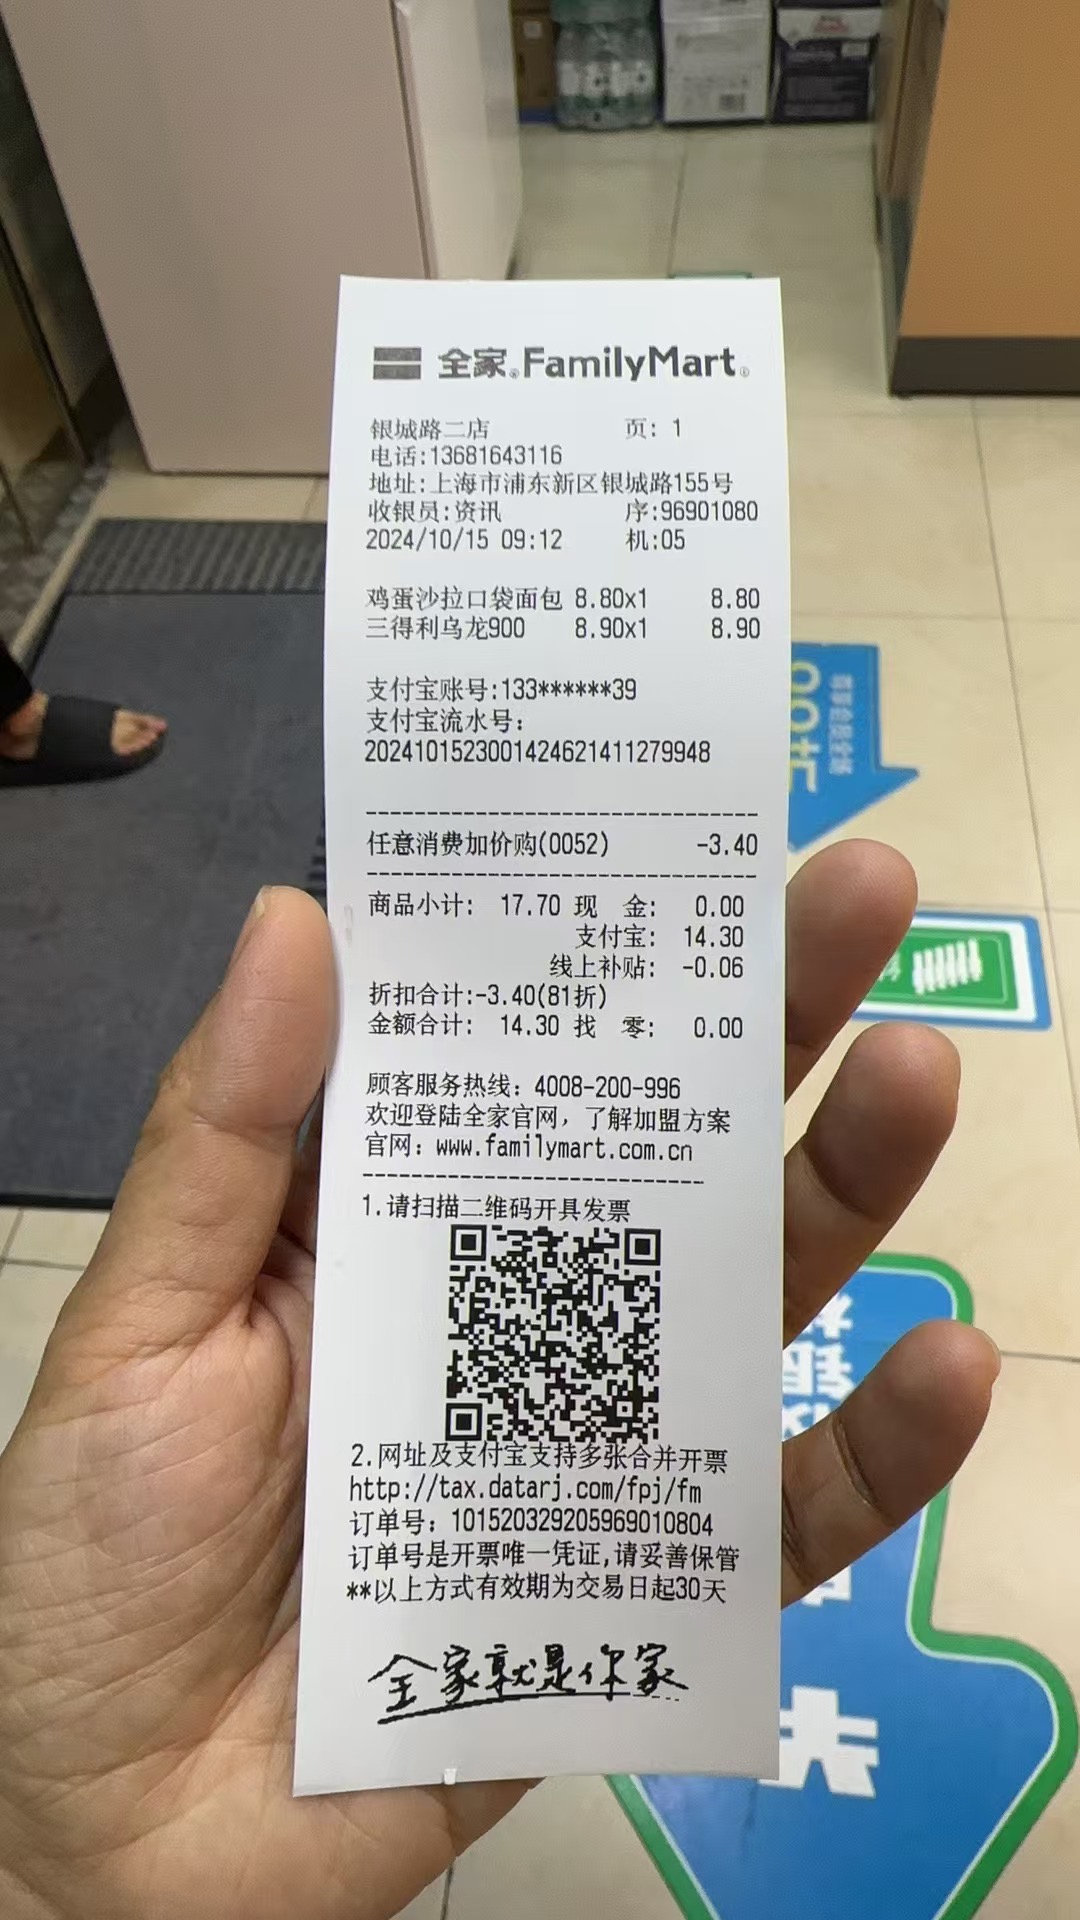 全家 FamilyMart
银城路二店 页: 1
电话:13681643116
地址:上海市浦东新区银城路155号
收银员:资讯 序:96901080
2024/10/15 09:12 机:05
鸡蛋沙拉口袋面包 8.80x1 8.80
三得利乌龙900 8.90x1 8.90
支付宝账号:133******39
支付宝流水号:
2024101523001424621411279948
任意消费加价购(0052) -3.40
商品小计: 17.70 现 金: 0.00
支付宝: 14.30
线上补贴: -0.06
折扣合计:-3.40(81折)
金额合计: 14.30 找 零: 0.00
顾客服务热线: 4008-200-996
欢迎登陆全家官网,了解加盟方案
官网: www.familymart.com.cn
1.请扫描二维码开具发票
2.网址及支付宝支持多张合并开票
http://tax.datarj.com/fpj/fm
订单号: 101520329205969010804
订单号是开票唯一凭证,请妥善保管
**以上方式有效期为交易日起30天
全家就是你家